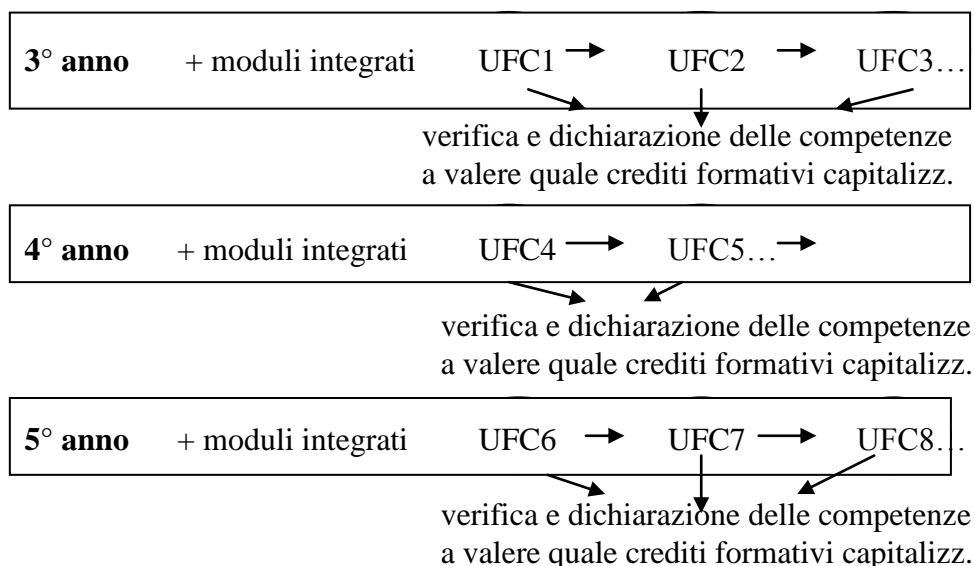 3° anno + moduli integrati UFC1 UFC2 UFC3…
verifica e dichiarazione delle competenze
a valere quale crediti formativi capitalizz.
4° anno + moduli integrati UFC4 UFC5…
verifica e dichiarazione delle competenze
a valere quale crediti formativi capitalizz.
5° anno + moduli integrati UFC6 UFC7 UFC8…
verifica e dichiarazione delle competenze
a valere quale crediti formativi capitalizz.